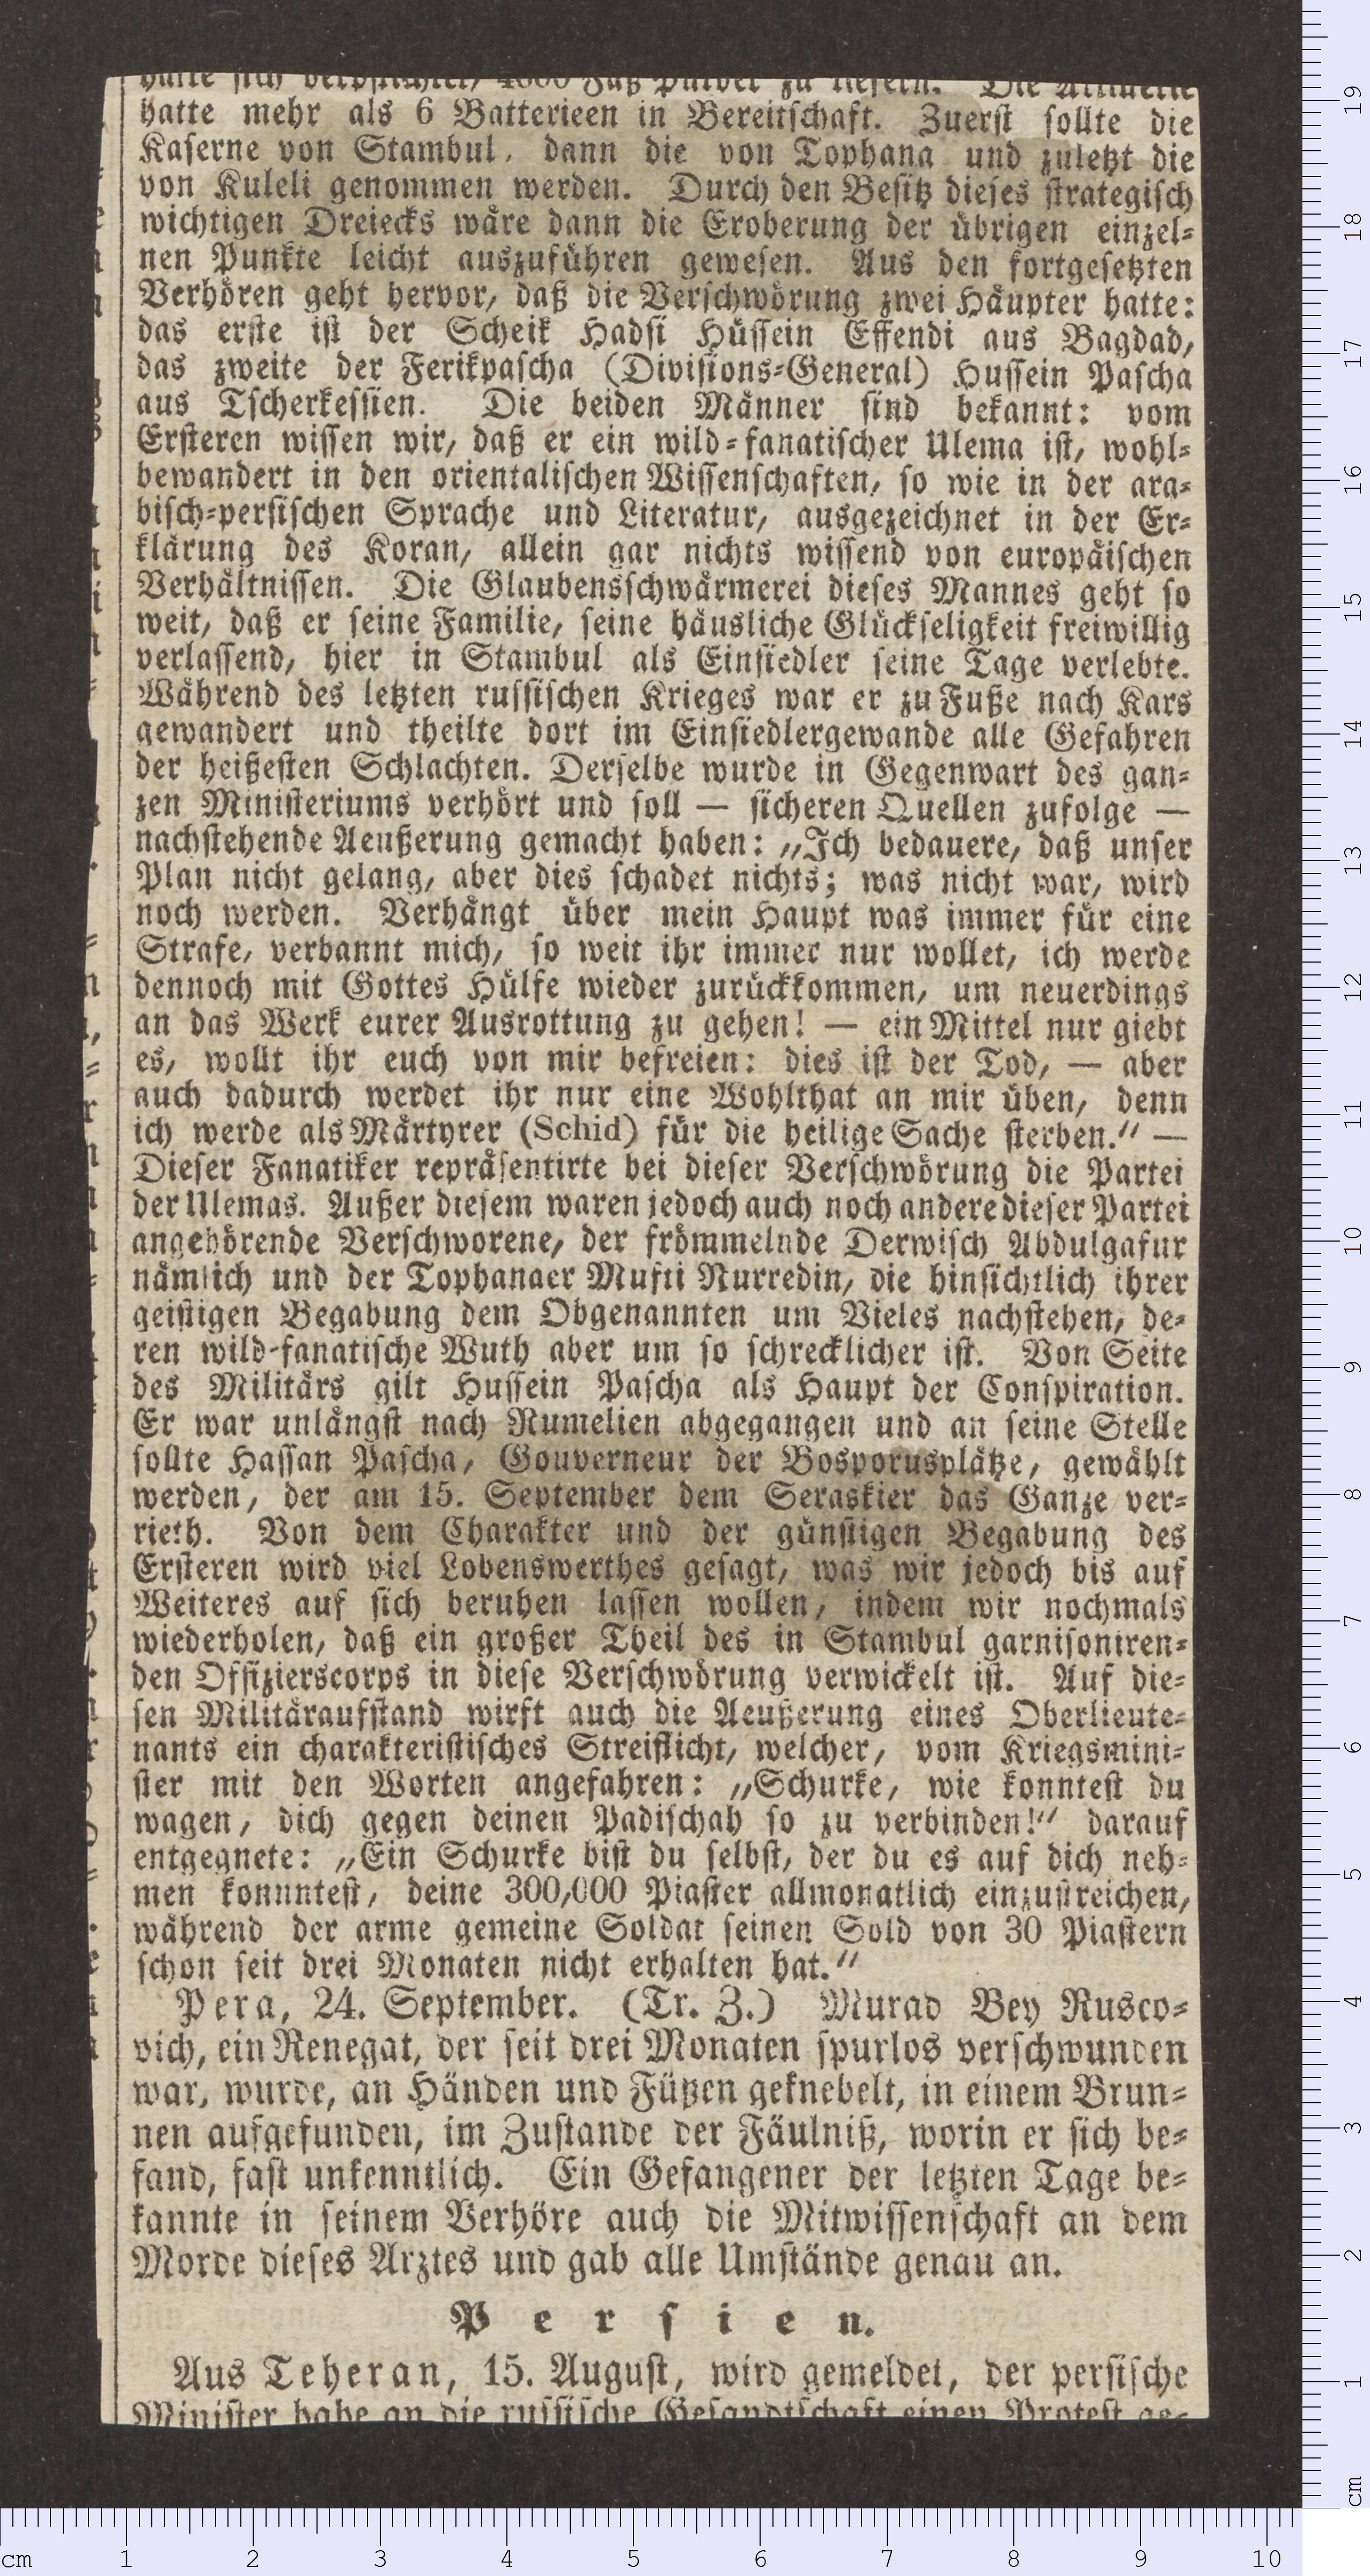 hatte sich verpflichtet, 4000 Faß Pulver zu liefern. Die Artillerie
hatte mehr als 6 Batterieen in Bereitschaft. Zuerst sollte die
Kaserne von Stambul, dann die von Tophana und zuletzt die
von Kuleli genommen werden. Durch den Besitz dieses strategisch
wichtigen Dreiecks wäre dann die Eroberung der übrigen einzel-
nen Punkte leicht auszuführen gewesen. Aus den fortgesetzten
Verhören geht hervor, daß die Verschwörung zwei Häupter hatte:
das erste ist der Scheik Hadsi Hüssein Effendi aus Bagdad,
das zweite der Ferikpascha (Divisions-General) Hussein Pascha
aus Tscherkessien. Die beiden Männer sind bekannt: vom
Ersteren wissen wir, daß er ein wild-fanatischer Ulema ist, wohl-
bewandert in den orientalischen Wissenschaften, so wie in der ara-
bisch-persischen Sprache und Literatur, ausgezeichnet in der Er-
klärung des Koran, allein gar nichts wissend von europäischen
Verhältnissen. Die Glaubensschwärmerei dieses Mannes geht so
weit, daß er seine Familie, seine häusliche Glückseligkeit freiwillig
verlassend, hier in Stambul als Einsiedler seine Tage verlebte.
Während des letzten russischen Krieges war er zu Fuße nach Kars
gewandert und theilte dort im Einsiedlergewande alle Gefahren
der heißesten Schlachten. Derselbe wurde in Gegenwart des gan-
zen Ministeriums verhört und soll — sicheren Quellen zufolge —
nachstehende Aeußerung gemacht haben: „Ich bedauere, daß unser
Plan nicht gelang, aber dies schadet nichts; was nicht war, wird
noch werden. Verhängt über mein Haupt was immer für eine
Strafe, verbannt mich, so weit ihr immer nur wollet, ich werde
dennoch mit Gottes Hülfe wieder zurückkommen, um neuerdings
an das Werk eurer Ausrottung zu gehen! — ein Mittel nur giebt
es, wollt ihr euch von mir befreien: dies ist der Tod, — aber
auch dadurch werdet ihr nur eine Wohlthat an mir üben, denn
ich werde als Märtyrer (Schid) für die heilige Sache sterben.“ —
Dieser Fanatiker repräsentirte bei dieser Verschwörung die Partei
der Ulemas. Außer diesem waren jedoch auch noch andere dieser Partei
angehörende Verschworene, der frömmelnde Derwisch Abdulgafur
nämlich und der Tophanaer Mufti Nurredin, die hinsichtlich ihrer
geistigen Begabung dem Obgenannten um Vieles nachstehen, de-
ren wild-fanatische Wuth aber um so schrecklicher ist. Von Seite
des Militärs gilt Hussein Pascha als Haupt der Conspiration.
Er war unlängst nach Rumelien abgegangen und an seine Stelle
sollte Hassan Pascha, Gouverneur der Bosporusplätze, gewählt
werden, der am 15. September dem Seraskier das Ganze ver-
rieth. Von dem Charakter und der günstigen Begabung des
Ersteren wird viel Lobenswerthes gesagt, was wir jedoch bis auf
Weiteres auf sich beruhen lassen wollen, indem wir nochmals
wiederholen, daß ein großer Theil des in Stambul garnisoniren-
den Offizierscorps in diese Verschwörung verwickelt ist. Auf die-
sen Militäraufstand wirft auch die Aeußerung eines Oberlieute-
nants ein charakteristisches Streiflicht, welcher, vom Kriegsmini-
ster mit den Worten angefahren: „Schurke, wie konntest du
wagen, dich gegen deinen Padischah so zu verbinden!“ darauf
entgegnete: „Ein Schurke bist du selbst, der du es auf dich neh-
men konnntest, deine 300,000 Piaster allmonatlich einzustreichen,
während der arme gemeine Soldat seinen Sold von 30 Piastern
schon seit drei Monaten nicht erhalten hat.“
Pera, 24. September. (Tr. Z.) Murad Bey Rusco-
vich, ein Renegat, der seit drei Monaten spurlos verschwunden
war, wurde, an Händen und Füßen geknebelt, in einem Brun-
nen aufgefunden, im Zustande der Fäulniß, worin er sich be-
fand, fast unkenntlich. Ein Gefangener der letzten Tage be-
kannte in seinem Verhöre auch die Mitwissenschaft an dem
Morde dieses Arztes und gab alle Umstände genau an.
Persien.
Aus Teheran, 15. August, wird gemeldet, der persische
Minister habe an die russische Gesandtschaft einen Protest ge-